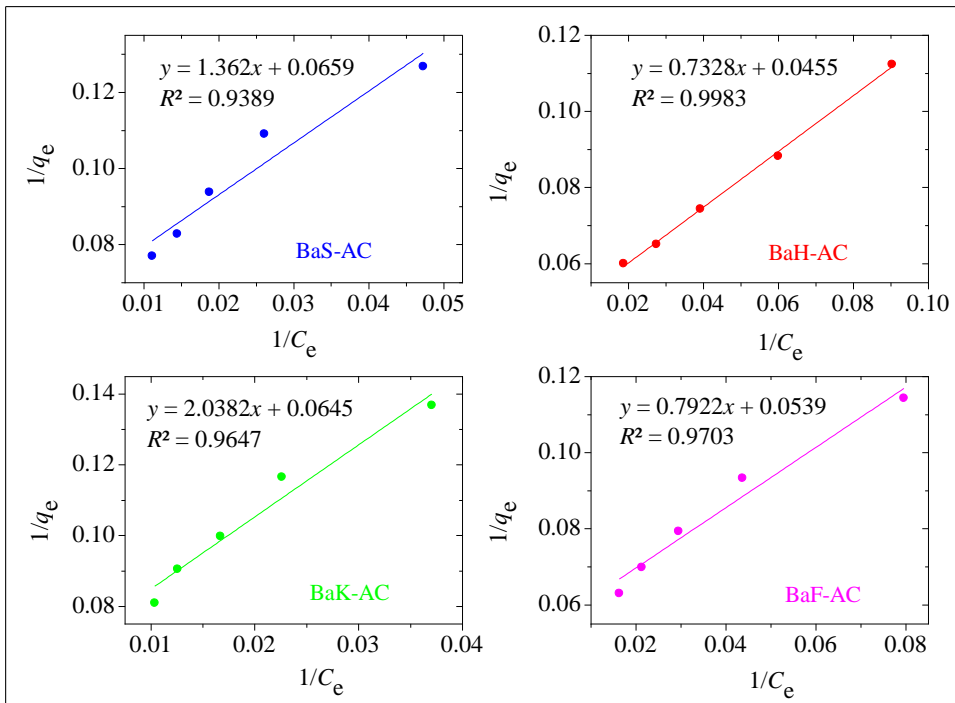 y = 1.362x + 0.0659
R² = 0.9389
0.12
0.10
0.08
1/qe
BaS-AC
0.01 0.02 0.03 0.04 0.05
1/Ce
0.12
y = 0.7328x + 0.0455
R² = 0.9983
0.10
0.08
0.06
1/qe
BaH-AC
0.02 0.04 0.06 0.08 0.10
1/Ce
0.14
y = 2.0382x + 0.0645
R² = 0.9647
0.12
0.10
0.08
1/qe
BaK-AC
0.01 0.02 0.03 0.04
1/Ce
0.12
y = 0.7922x + 0.0539
R² = 0.9703
0.10
0.08
0.06
1/qe
BaF-AC
0.02 0.04 0.06 0.08
1/Ce